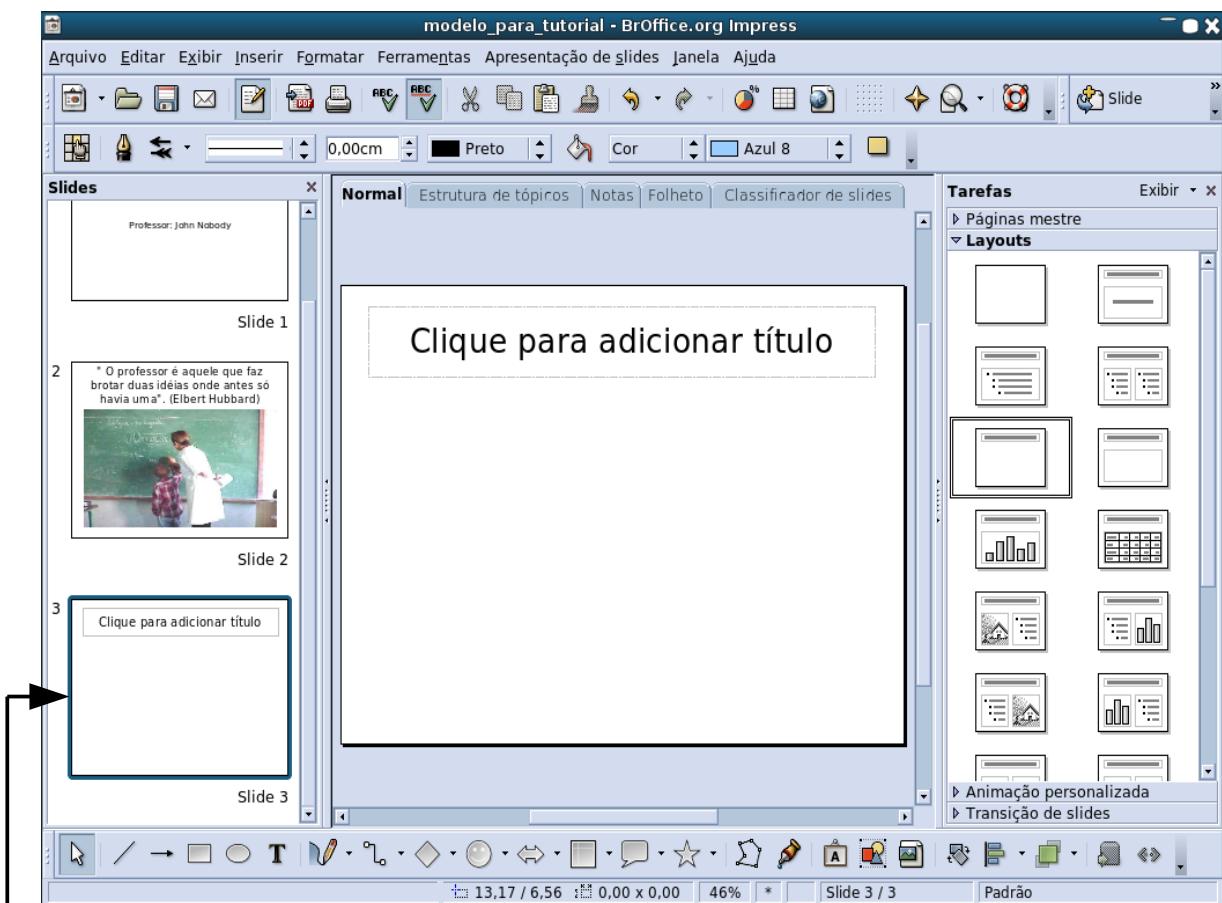 modelo_para_tutorial - BrOffice.org Impress
Arquivo Editar Exibir Inserir Formatar Ferramentas Apresentação de slides Janela Ajuda
PDF ABC ABC Slide »
0,00cm Preto Cor Azul 8
Slides
Professor: John Nobody
Slide 1
2
" O professor é aquele que faz
brotar duas idéias onde antes só
havia uma". (Elbert Hubbard)
Slide 2
3
Clique para adicionar título
Slide 3
Normal Estrutura de tópicos Notas Folheto Classificador de slides
Clique para adicionar título
Tarefas Exibir
Páginas mestre
Layouts
Animação personalizada
Transição de slides
T A
13,17 / 6,56 0,00 x 0,00 46% * Slide 3 / 3 Padrão